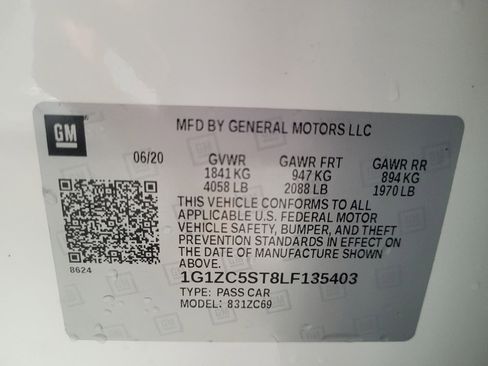 GM
MFD BY GENERAL MOTORS LLC
06/20 GVWR GAWR FRT GAWR RR
1841 KG 947 KG 894 KG
4058 LB 2088 LB 1970 LB
THIS VEHICLE CONFORMS TO ALL
APPLICABLE U.S. FEDERAL MOTOR
VEHICLE SAFETY, BUMPER, AND THEFT
PREVENTION STANDARDS IN EFFECT ON
THE DATE OF MANUFACTURE SHOWN
ABOVE.
8624
1G1ZC5ST8LF135403
TYPE: PASS CAR
MODEL: 831ZC69